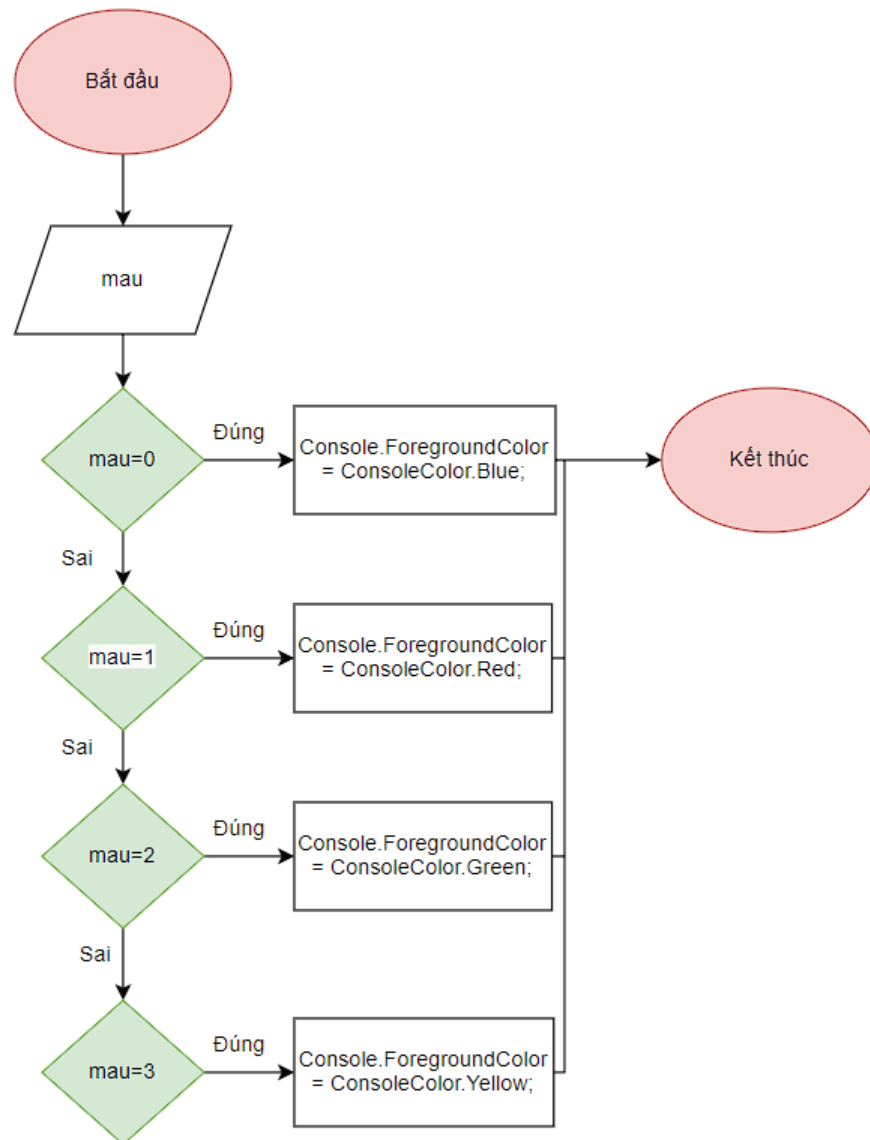 Bắt đầu
mau
mau=0
Đúng
Console.ForegroundColor
= ConsoleColor.Blue;
Kết thúc
Sai
mau=1
Đúng
Console.ForegroundColor
= ConsoleColor.Red;
Sai
mau=2
Đúng
Console.ForegroundColor
= ConsoleColor.Green;
Sai
mau=3
Đúng
Console.ForegroundColor
= ConsoleColor.Yellow;